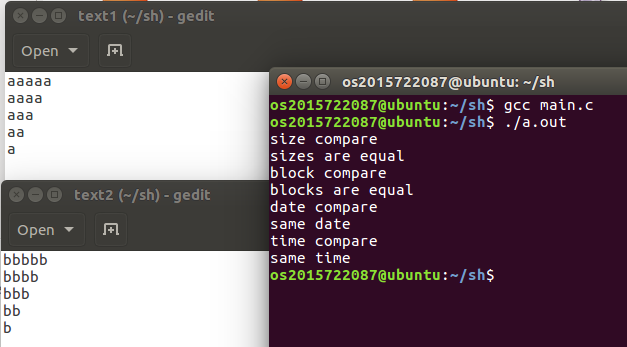 text1 (~/sh) - gedit
Open
aaaaa
aaaa
aaa
aa
a
text2 (~/sh) - gedit
Open
bbbbb
bbbb
bbb
bb
b
os2015722087@ubuntu: ~/sh
os2015722087@ubuntu:~/sh$ gcc main.c
os2015722087@ubuntu:~/sh$ ./a.out
size compare
sizes are equal
block compare
blocks are equal
date compare
same date
time compare
same time
os2015722087@ubuntu:~/sh$